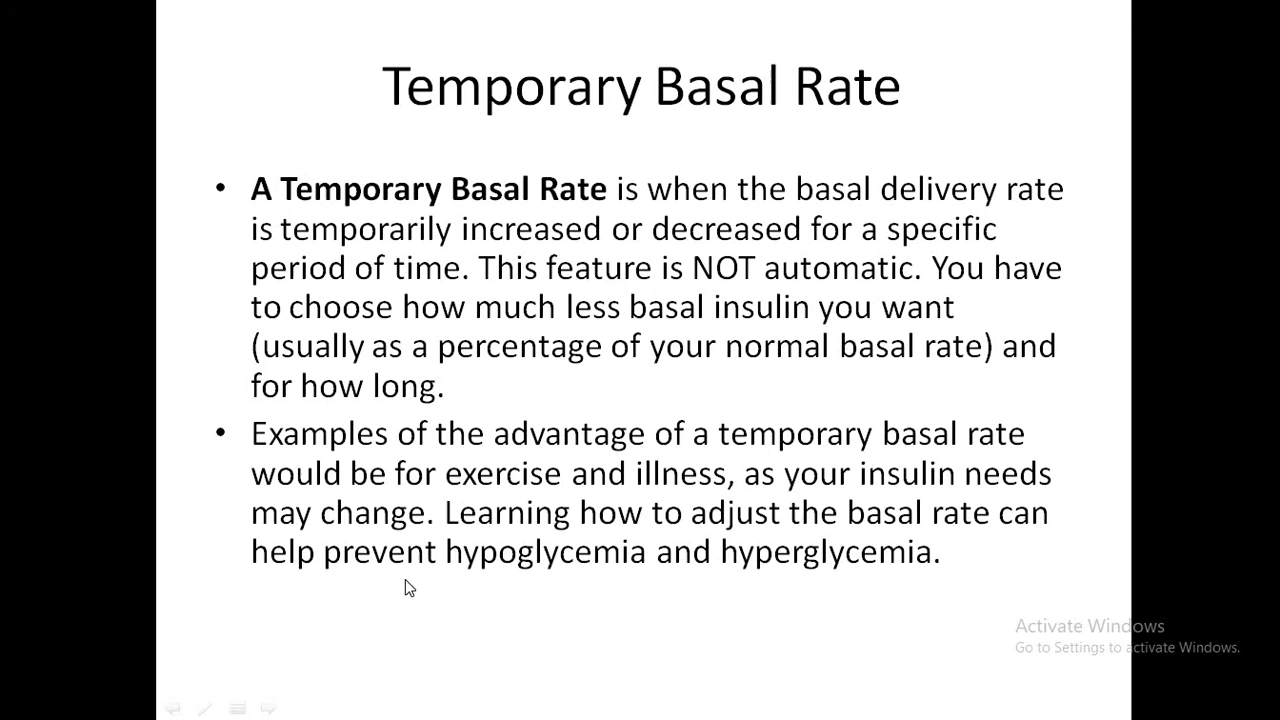 Temporary Basal Rate
• A Temporary Basal Rate is when the basal delivery rate
is temporarily increased or decreased for a specific
period of time. This feature is NOT automatic. You have
to choose how much less basal insulin you want
(usually as a percentage of your normal basal rate) and
for how long.
• Examples of the advantage of a temporary basal rate
would be for exercise and illness, as your insulin needs
may change. Learning how to adjust the basal rate can
help prevent hypoglycemia and hyperglycemia.
Activate Windows
Go to Settings to activate Windows.